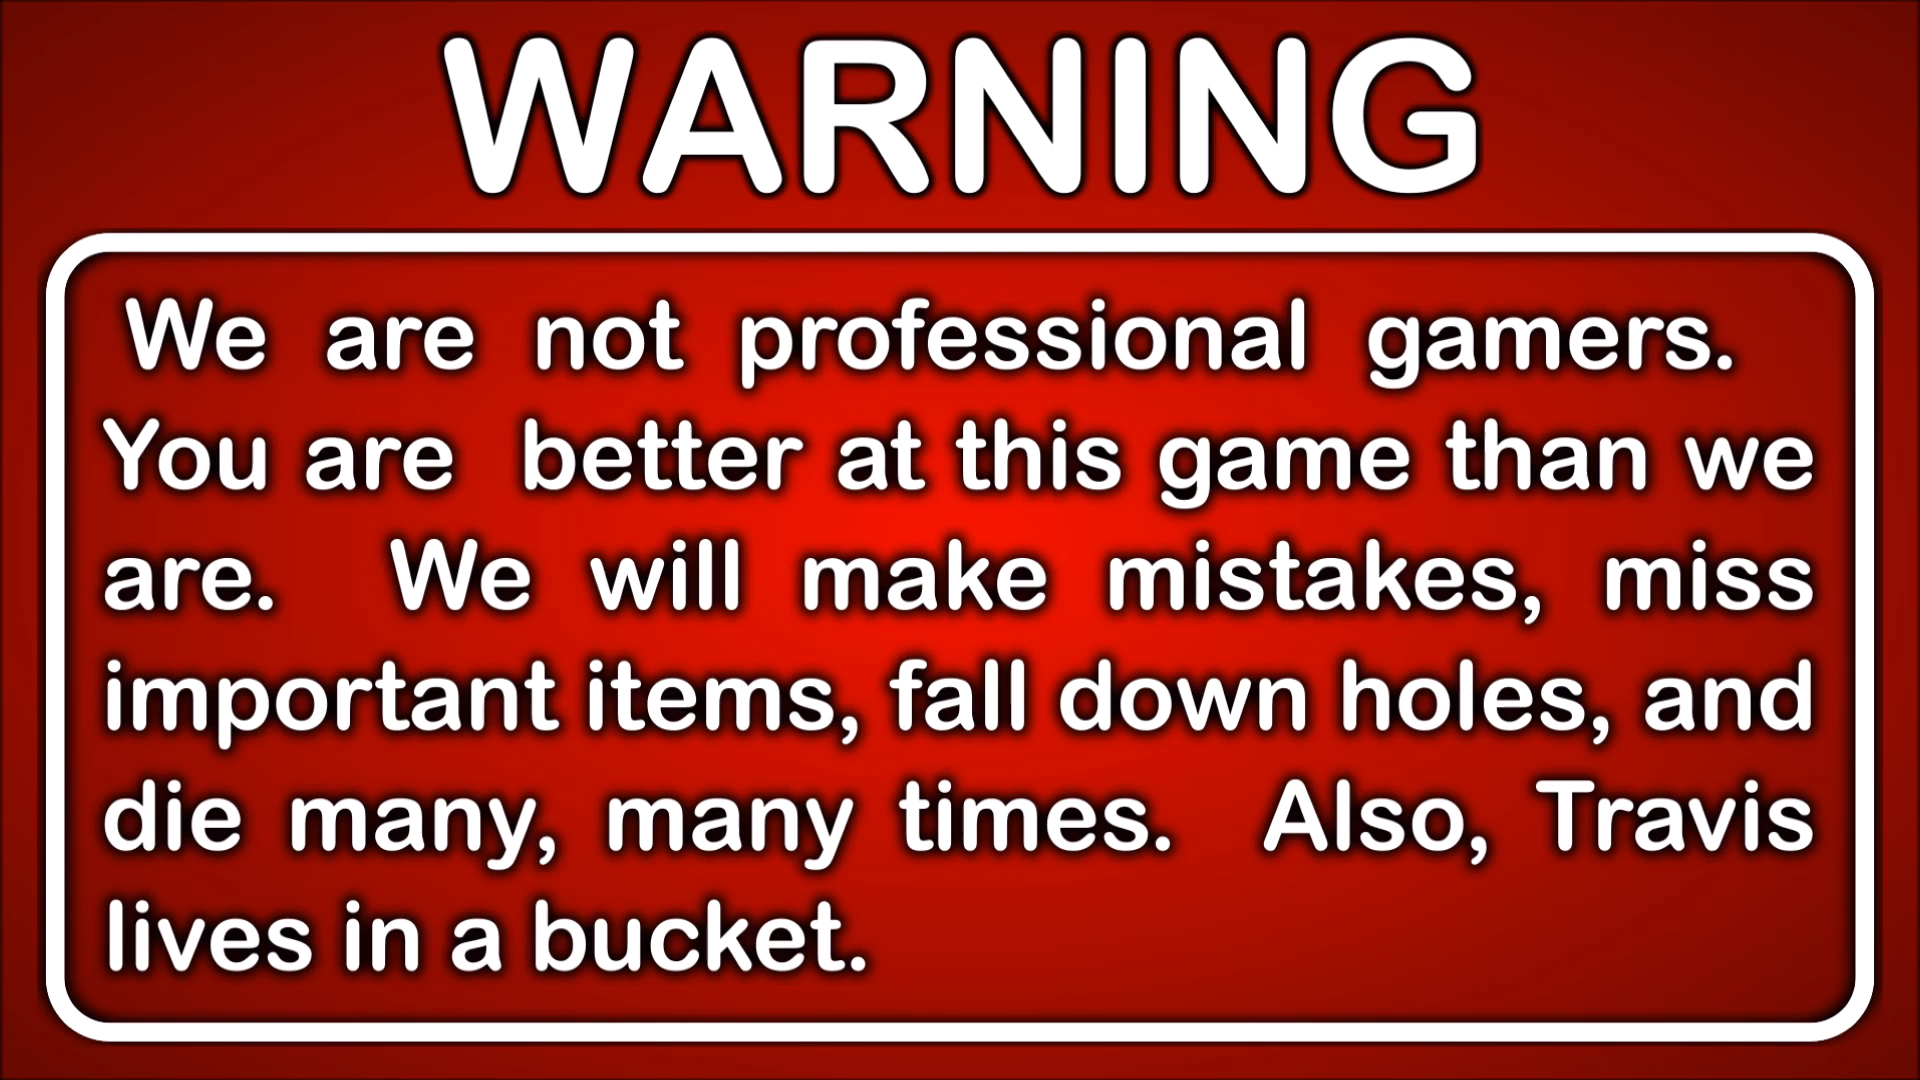 WARNING
We are not professional gamers.
You are better at this game than we
are. We will make mistakes, miss
important items, fall down holes, and
die many, many times. Also, Travis
lives in a bucket.